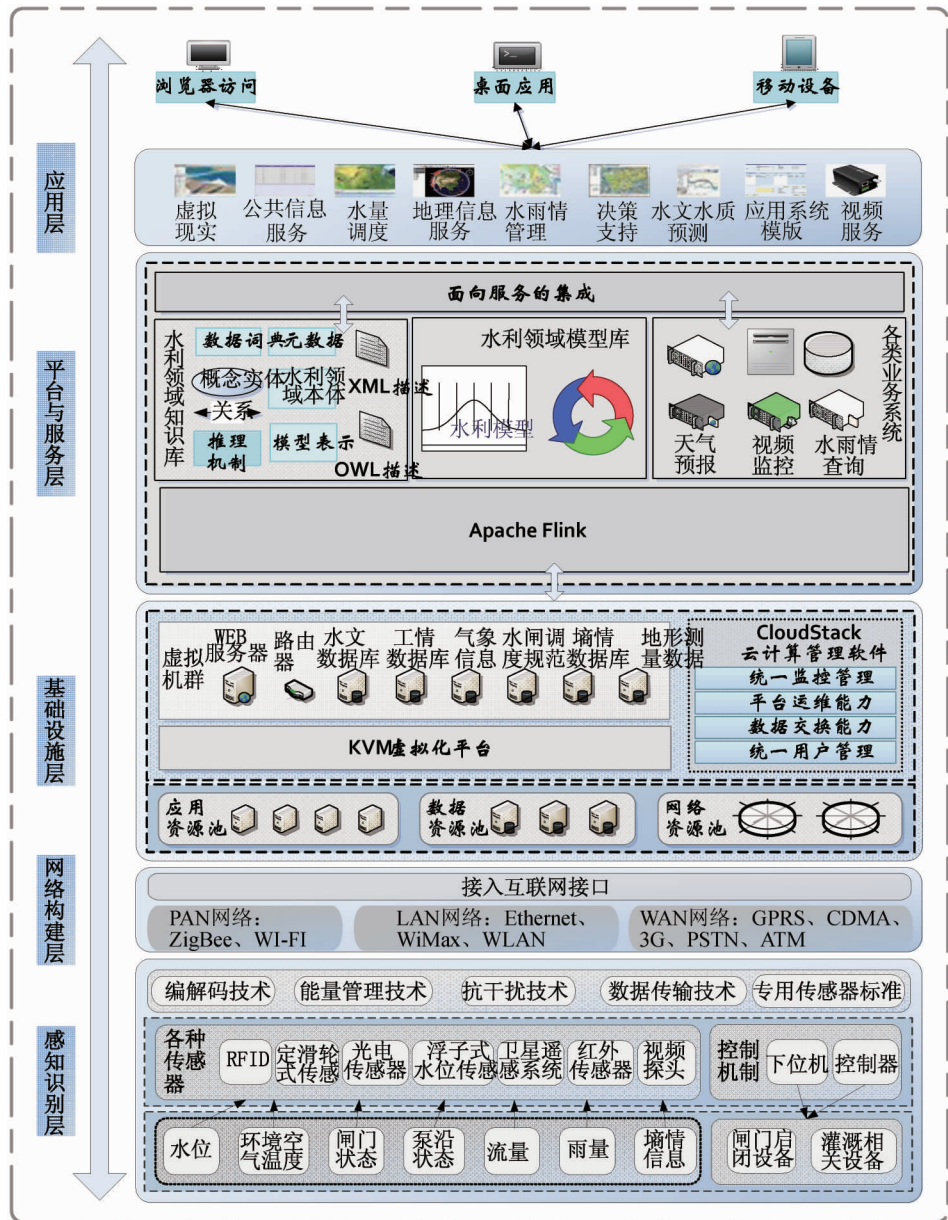 浏览器访问
桌面应用
移动设备
应用层
虚拟
现实
公共信息
服务
水量
调度
地理信息
服务
水雨情
管理
决策
支持
水文水质
预测
应用系统
模版
视频
服务
平台与服务层
面向服务的集成
水利领域知识库
数据词
典元数据
概念实体
水利领
域本体
关系
推理
机制
模型表示
XML描述
OWL描述
水利领域模型库
水利模型
各类业务系统
天气
预报
视频
监控
水雨情
查询
Apache Flink
基础设施层
虚拟
机群
WEB
服务器
路由
器
水文
数据库
工情
数据库
气象
信息
水闸调
度规范
墒情
数据库
地形测
量数据
KVM虚拟化平台
CloudStack
云计算管理软件
统一监控管理
平台运维能力
数据交换能力
统一用户管理
应用
资源池
数据
资源池
网络
资源池
网络构建层
接入互联网接口
PAN网络：
ZigBee、WI-FI
LAN网络：Ethernet、
WiMax、WLAN
WAN网络：GPRS、CDMA、
3G、PSTN、ATM
感知识别层
编解码技术
能量管理技术
抗干扰技术
数据传输技术
专用传感器标准
各种
传感
器
RFID
定滑轮
式传感
光电
传感器
浮子式
水位传感
卫星遥
感系统
红外
传感器
视频
探头
控制
机制
下位机
控制器
水位
环境空
气温度
闸门
状态
泵沿
状态
流量
雨量
墒情
信息
闸门启
闭设备
灌溉相
关设备